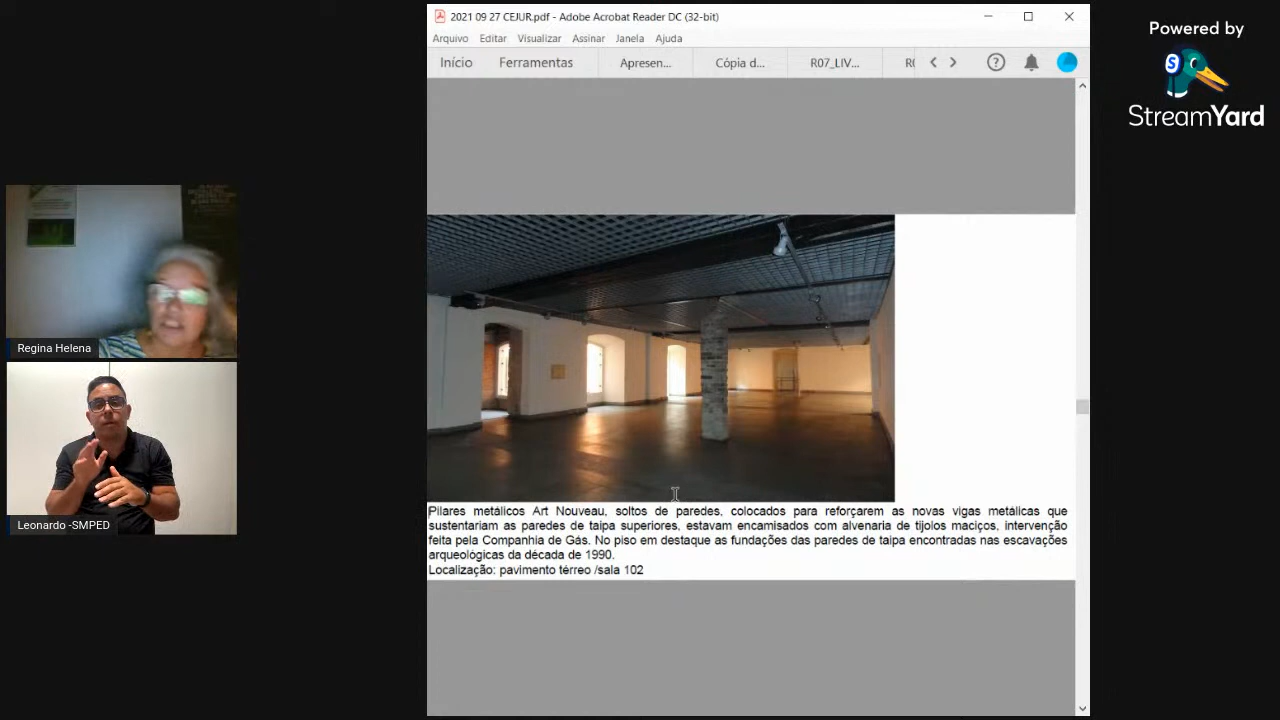 2021 09 27 CEJUR.pdf - Adobe Acrobat Reader DC (32-bit)
Arquivo Editar Visualizar Assinar Janela Ajuda
Início Ferramentas Apresen... Cópia d... R07_LIV...
Powered by
StreamYard
Regina Helena
Leonardo -SMPED
Pilares metálicos Art Nouveau, soltos de paredes, colocados para reforçarem as novas vigas metálicas que
sustentariam as paredes de taipa superiores, estavam encamisados com alvenaria de tijolos maciços, intervenção
feita pela Companhia de Gás. No piso em destaque as fundações das paredes de taipa encontradas nas escavações
arqueológicas da década de 1990.
Localização: pavimento térreo /sala 102